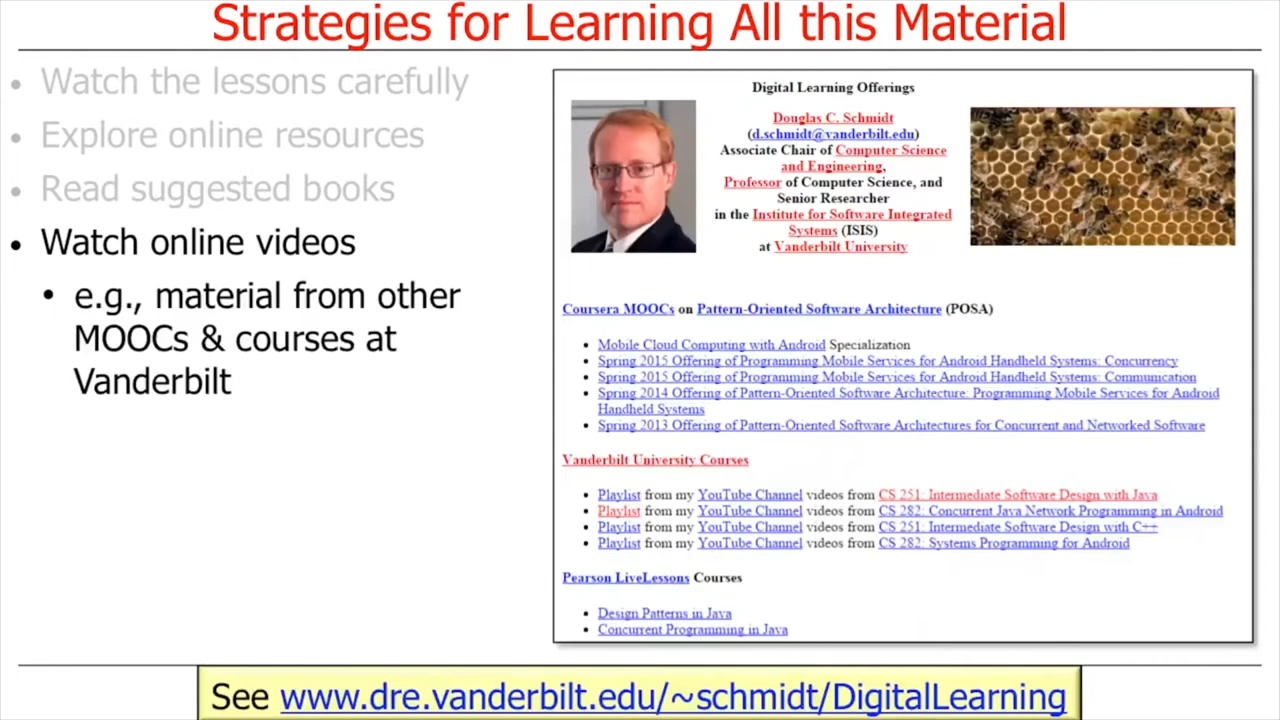 Strategies for Learning All this Material
• Watch the lessons carefully
• Explore online resources
• Read suggested books
• Watch online videos
• e.g., material from other
MOOCs & courses at
Vanderbilt
Digital Learning Offerings
Douglas C. Schmidt
(d.schmidt@vanderbilt.edu)
Associate Chair of Computer Science
and Engineering,
Professor of Computer Science, and
Senior Researcher
in the Institute for Software Integrated
Systems (ISIS)
at Vanderbilt University
Coursera MOOCs on Pattern-Oriented Software Architecture (POSA)
• Mobile Cloud Computing with Android Specialization
• Spring 2015 Offering of Programming Mobile Services for Android Handheld Systems: Concurrency
• Spring 2015 Offering of Programming Mobile Services for Android Handheld Systems: Communication
• Spring 2014 Offering of Pattern-Oriented Software Architecture: Programming Mobile Services for Android
Handheld Systems
• Spring 2013 Offering of Pattern-Oriented Software Architectures for Concurrent and Networked Software
Vanderbilt University Courses
• Playlist from my YouTube Channel videos from CS 251: Intermediate Software Design with Java
• Playlist from my YouTube Channel videos from CS 282: Concurrent Java Network Programming in Android
• Playlist from my YouTube Channel videos from CS 251: Intermediate Software Design with C++
• Playlist from my YouTube Channel videos from CS 282: Systems Programming for Android
Pearson LiveLessons Courses
• Design Patterns in Java
• Concurrent Programming in Java
See www.dre.vanderbilt.edu/~schmidt/DigitalLearning